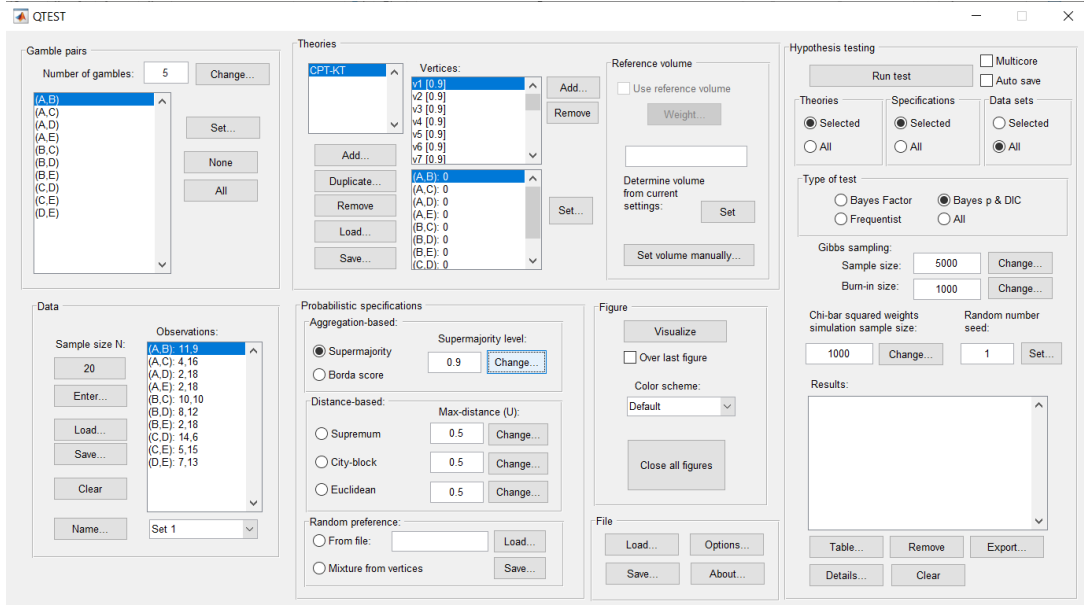 QTEST
Gamble pairs
Number of gambles: 5 Change...
(A,B)
(A,C)
(A,D)
(A,E)
(B,C)
(B,D)
(B,E)
(C,D)
(C,E)
(D,E)
Set...
None
All
Theories
CPT-KT
Add...
Duplicate...
Remove
Load...
Save...
Vertices:
v1 [0.9]
v2 [0.9]
v3 [0.9]
v4 [0.9]
v5 [0.9]
v6 [0.9]
v7 [0.9]
Add...
Remove
(A,B): 0
(A,C): 0
(A,D): 0
(A,E): 0
(B,C): 0
(B,D): 0
(B,E): 0
(C,D): 0
Set...
Reference volume
Use reference volume
Weight...
Determine volume
from current
settings:
Set
Set volume manually...
Hypothesis testing
Run test
Multicore
Auto save
Theories
Selected
All
Specifications
Selected
All
Data sets
Selected
All
Type of test
Bayes Factor
Bayes p & DIC
Frequentist
All
Gibbs sampling:
Sample size: 5000 Change...
Burn-in size: 1000 Change...
Chi-bar squared weights
simulation sample size:
1000 Change...
Random number
seed:
1 Set...
Results:
Table...
Remove
Export...
Details...
Clear
Data
Sample size N:
20
Enter...
Load...
Save...
Clear
Name...
Observations:
(A,B): 11,9
(A,C): 4,16
(A,D): 2,18
(A,E): 2,18
(B,C): 10,10
(B,D): 8,12
(B,E): 2,18
(C,D): 14,6
(C,E): 5,15
(D,E): 7,13
Set 1
Probabilistic specifications
Aggregation-based:
Supermajority
Borda score
Supermajority level:
0.9 Change...
Distance-based:
Max-distance (U):
Supremum 0.5 Change...
City-block 0.5 Change...
Euclidean 0.5 Change...
Random preference:
From file: Load...
Mixture from vertices Save...
Figure
Visualize
Over last figure
Color scheme:
Default
Close all figures
File
Load...
Options...
Save...
About...